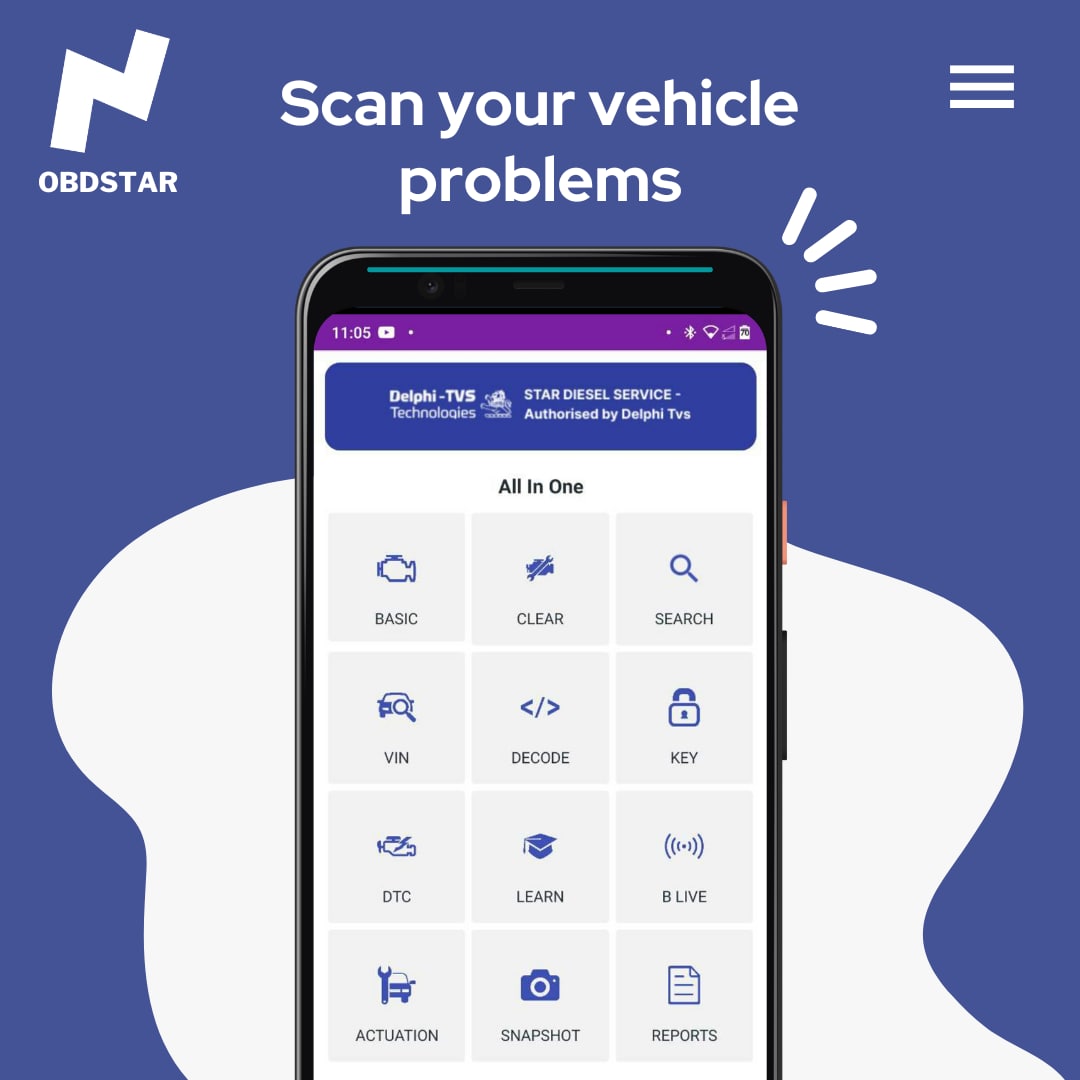 Scan your vehicle
problems
OBDSTAR
11:05
70
Delphi-TVS
Technologies
STAR DIESEL SERVICE -
Authorised by Delphi Tvs
All In One
BASIC
CLEAR
SEARCH
VIN
</>
DECODE
KEY
DTC
LEARN
B LIVE
ACTUATION
SNAPSHOT
REPORTS